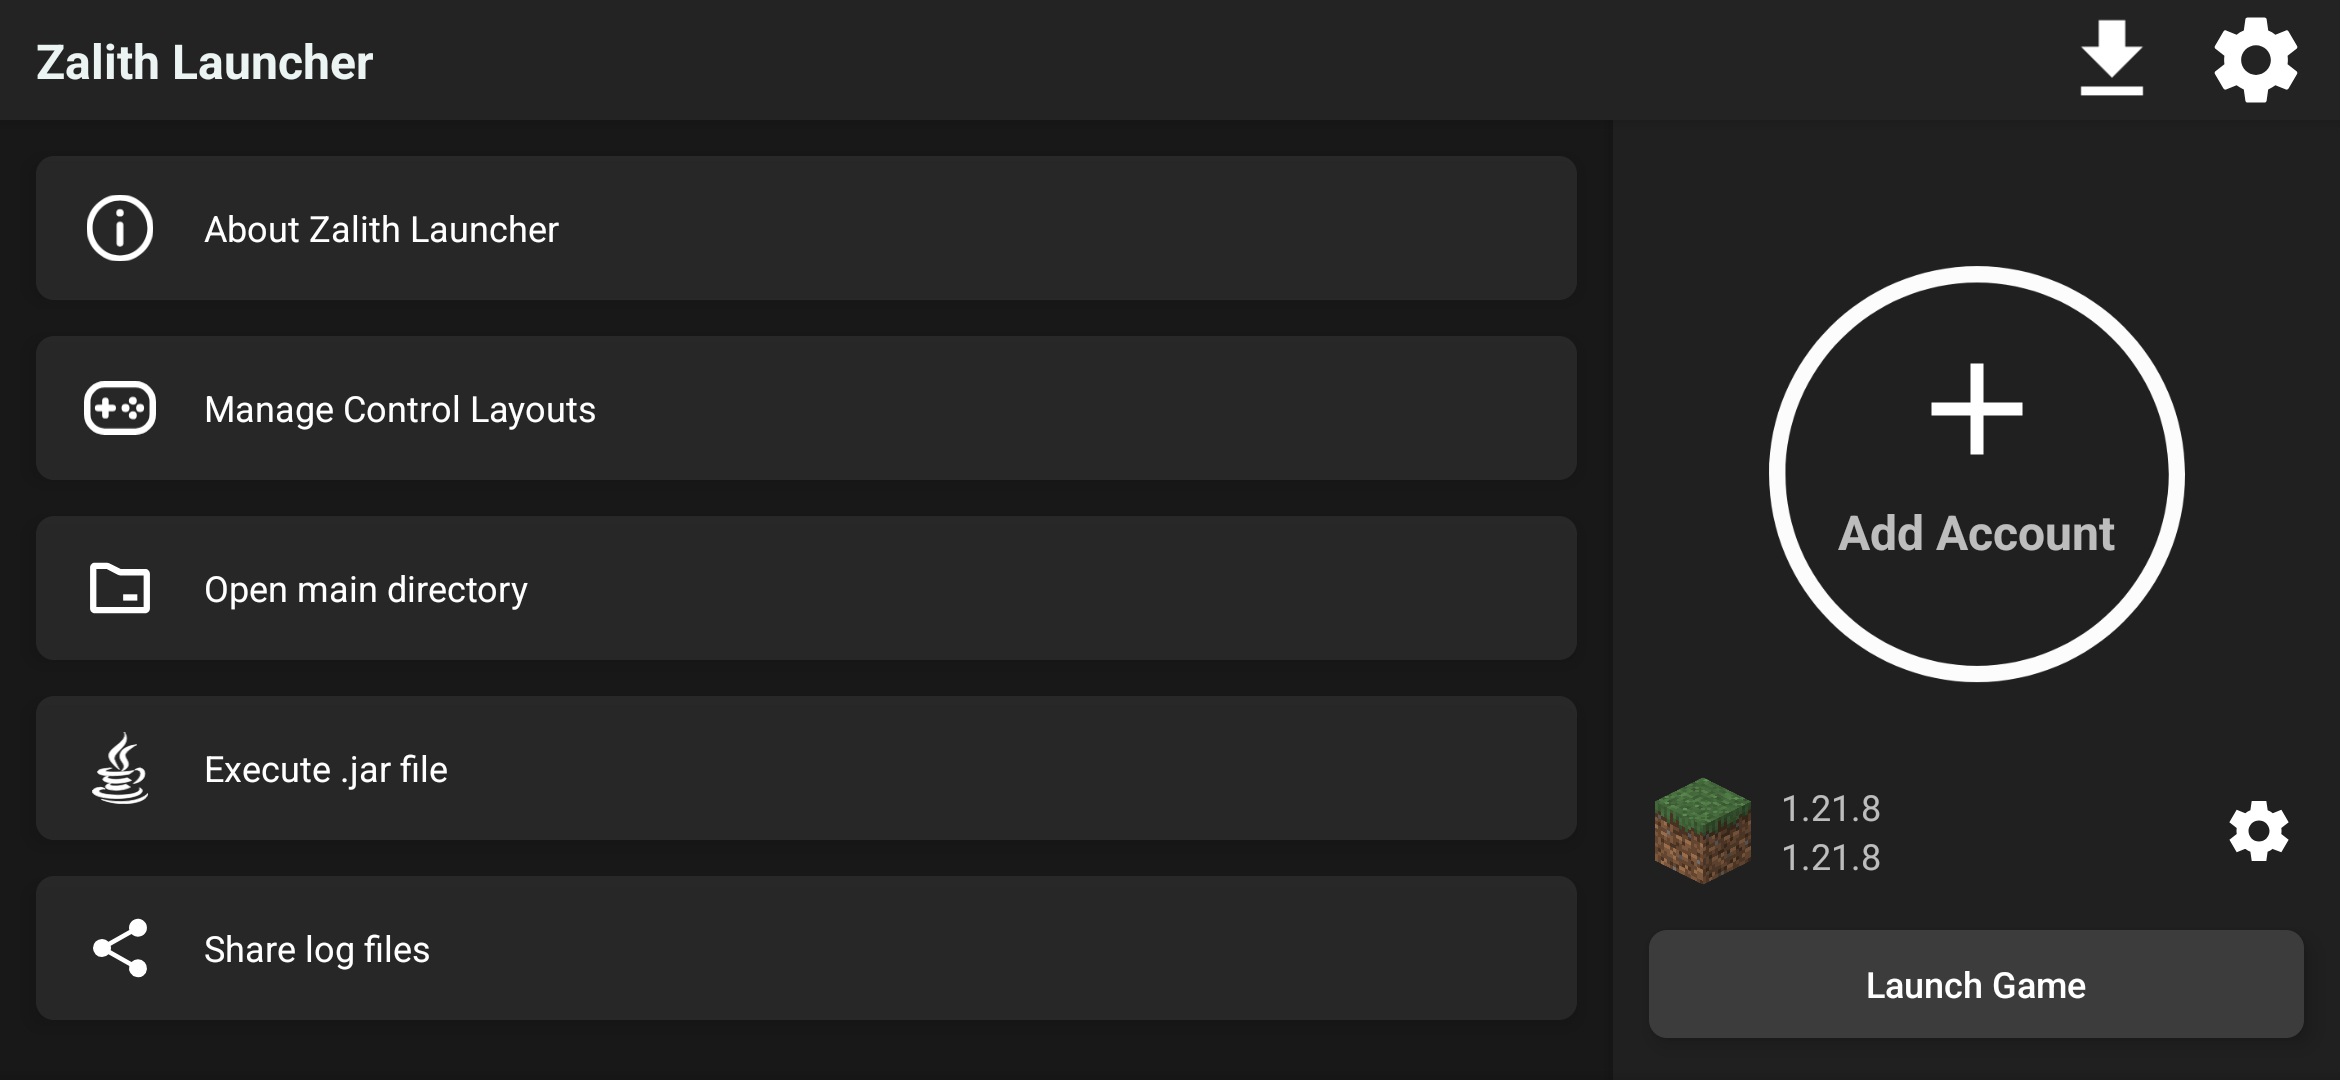 Zalith Launcher
About Zalith Launcher
Manage Control Layouts
Open main directory
Execute .jar file
Share log files
Add Account
1.21.8
1.21.8
Launch Game